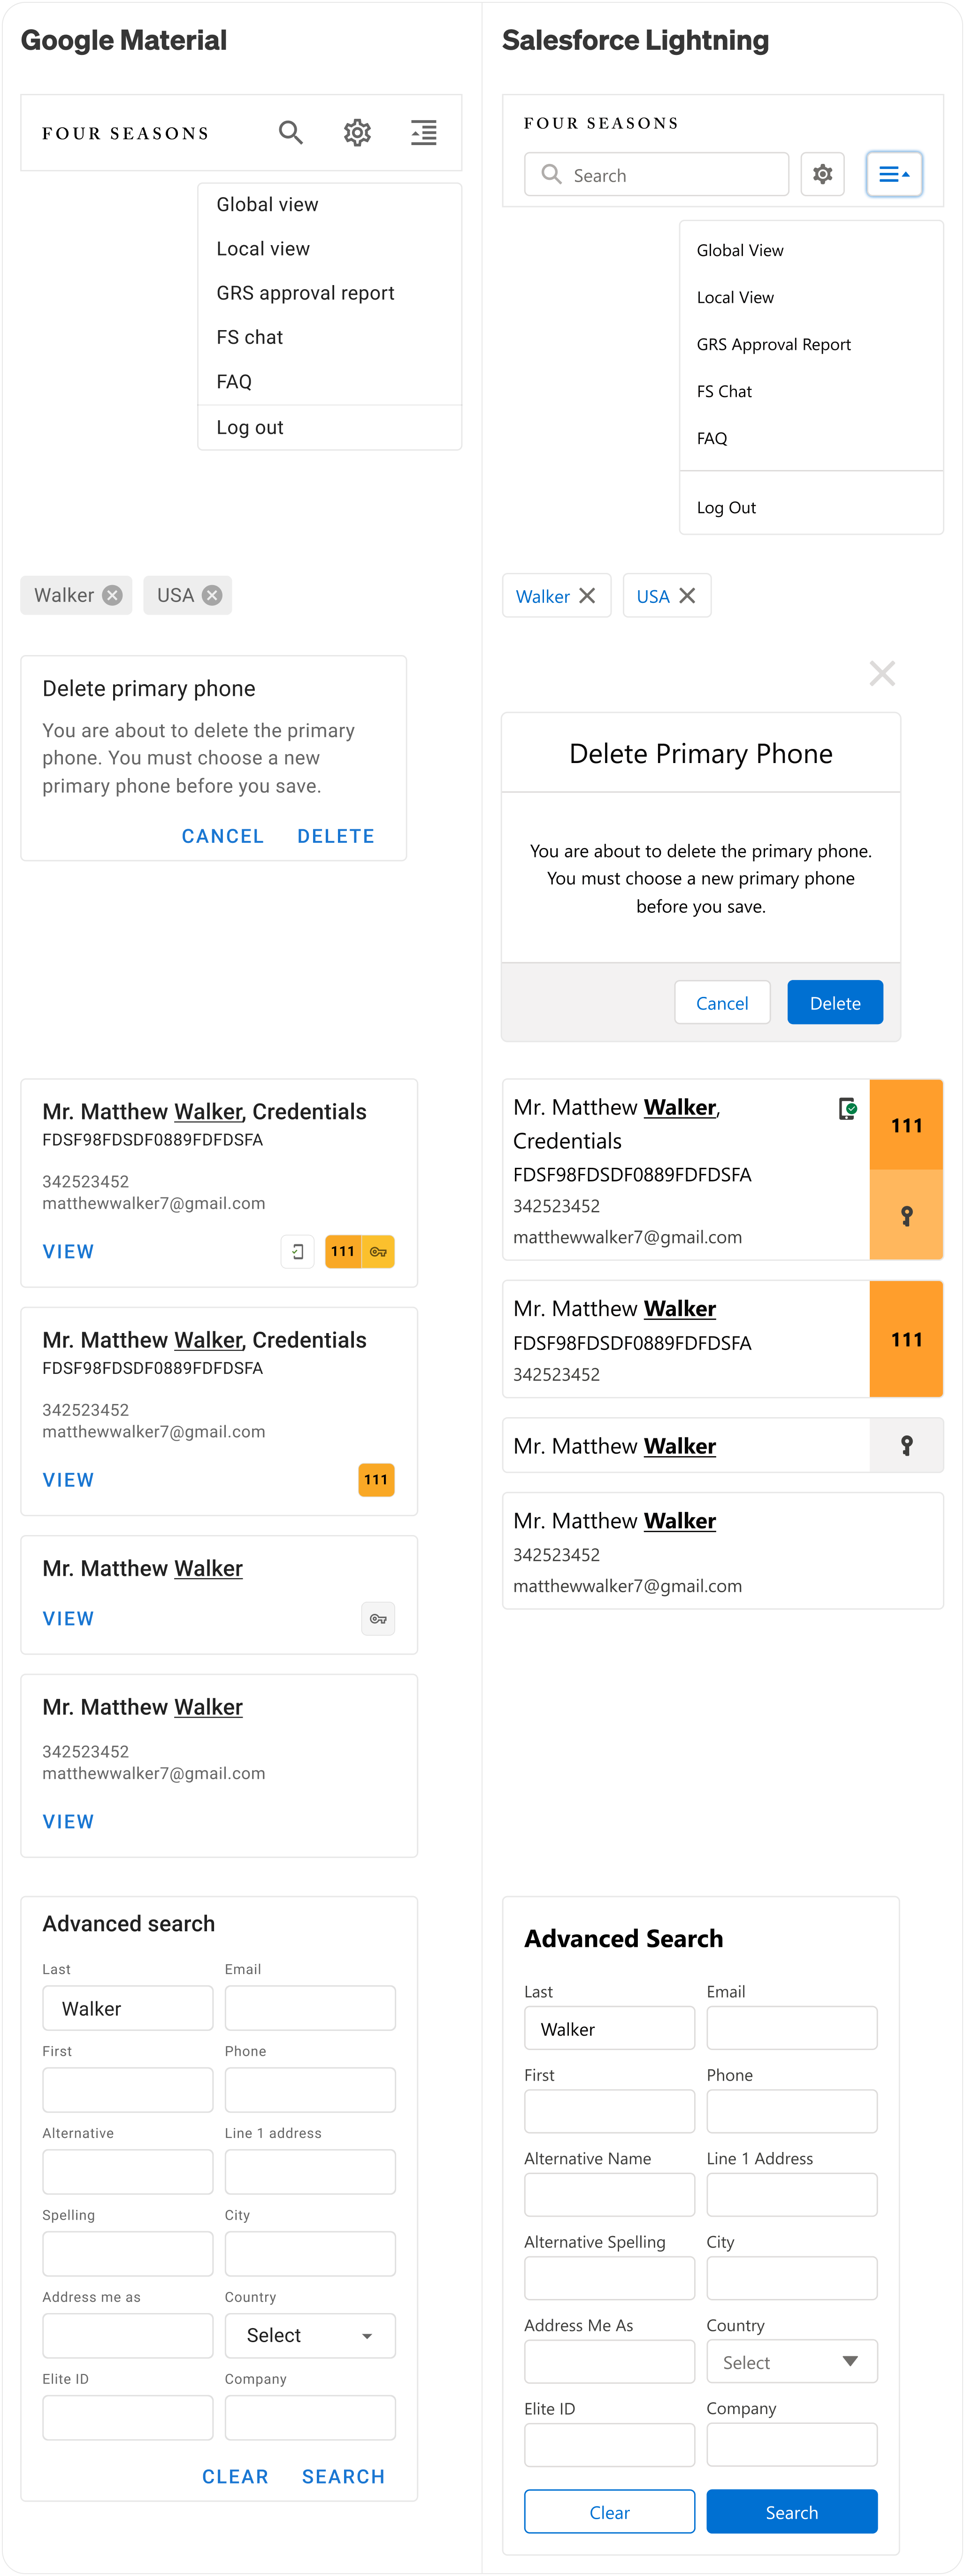 Google Material
FOUR SEASONS
Global view
Local view
GRS approval report
FS chat
FAQ
Log out
Walker
USA
Delete primary phone
You are about to delete the primary
phone. You must choose a new
primary phone before you save.
CANCEL DELETE
Mr. Matthew Walker, Credentials
FDSF98FDSDF0889FDFDSFA
342523452
matthewwalker7@gmail.com
VIEW 111
Mr. Matthew Walker, Credentials
FDSF98FDSDF0889FDFDSFA
342523452
matthewwalker7@gmail.com
VIEW 111
Mr. Matthew Walker
VIEW
Mr. Matthew Walker
342523452
matthewwalker7@gmail.com
VIEW
Advanced search
Last Email
Walker
First Phone
Alternative Line 1 address
Spelling City
Address me as Country
Select
Elite ID Company
CLEAR SEARCH
Salesforce Lightning
FOUR SEASONS
Search
Global View
Local View
GRS Approval Report
FS Chat
FAQ
Log Out
Walker
USA
Delete Primary Phone
You are about to delete the primary phone.
You must choose a new primary phone
before you save.
Cancel Delete
Mr. Matthew Walker,
Credentials
FDSF98FDSDF0889FDFDSFA
342523452
matthewwalker7@gmail.com
111
Mr. Matthew Walker
FDSF98FDSDF0889FDFDSFA
342523452
111
Mr. Matthew Walker
Mr. Matthew Walker
342523452
matthewwalker7@gmail.com
Advanced Search
Last Email
Walker
First Phone
Alternative Name Line 1 Address
Alternative Spelling City
Address Me As Country
Select
Elite ID Company
Clear Search